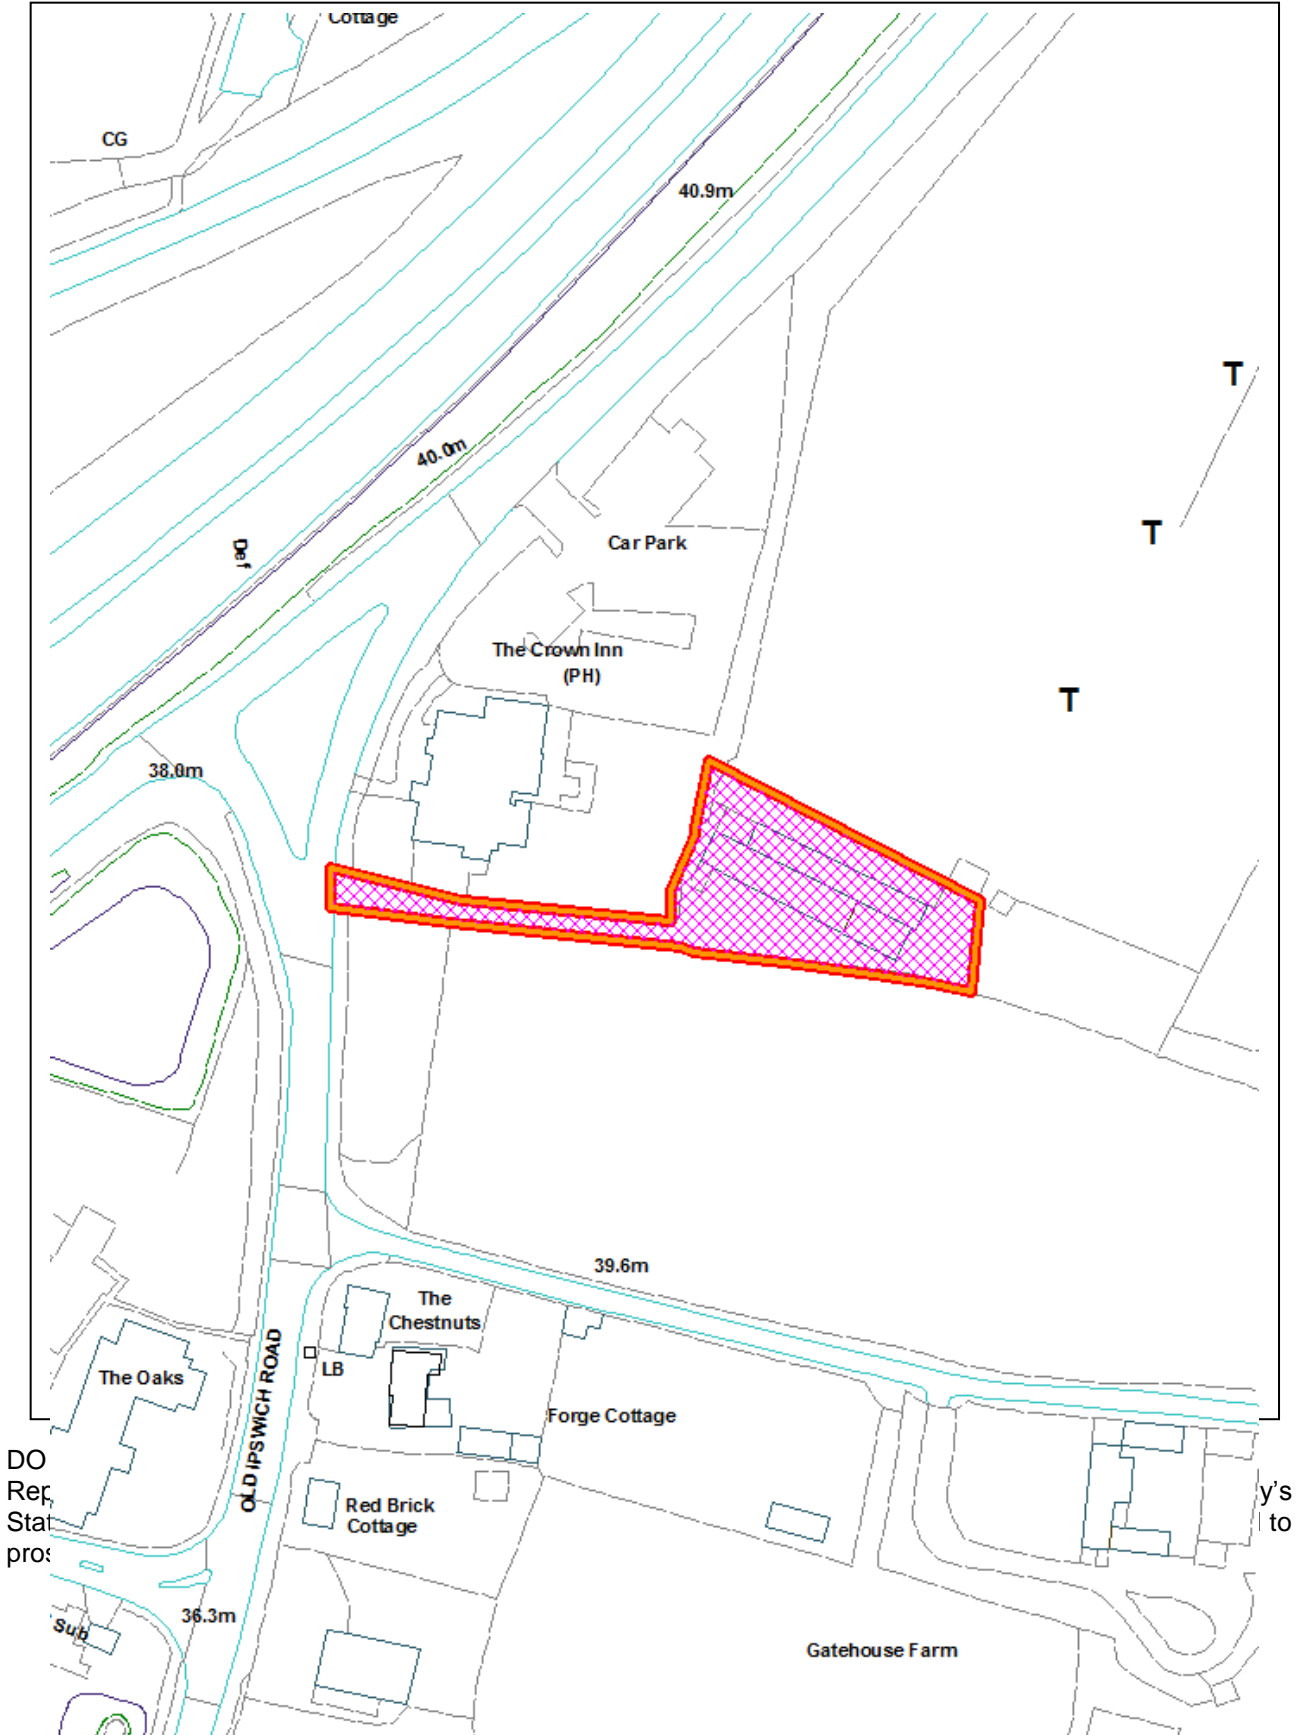 Cottage
CG
40.9m
T
40.0m
T
Def
Car Park
The Crown Inn
(PH)
T
38.0m
39.6m
The
Chestnuts
LB
The Oaks
OLD IPSWICH ROAD
Forge Cottage
DO
Rep y's
Stat to
Red Brick
Cottage
36.3m
Sub
Gatehouse Farm